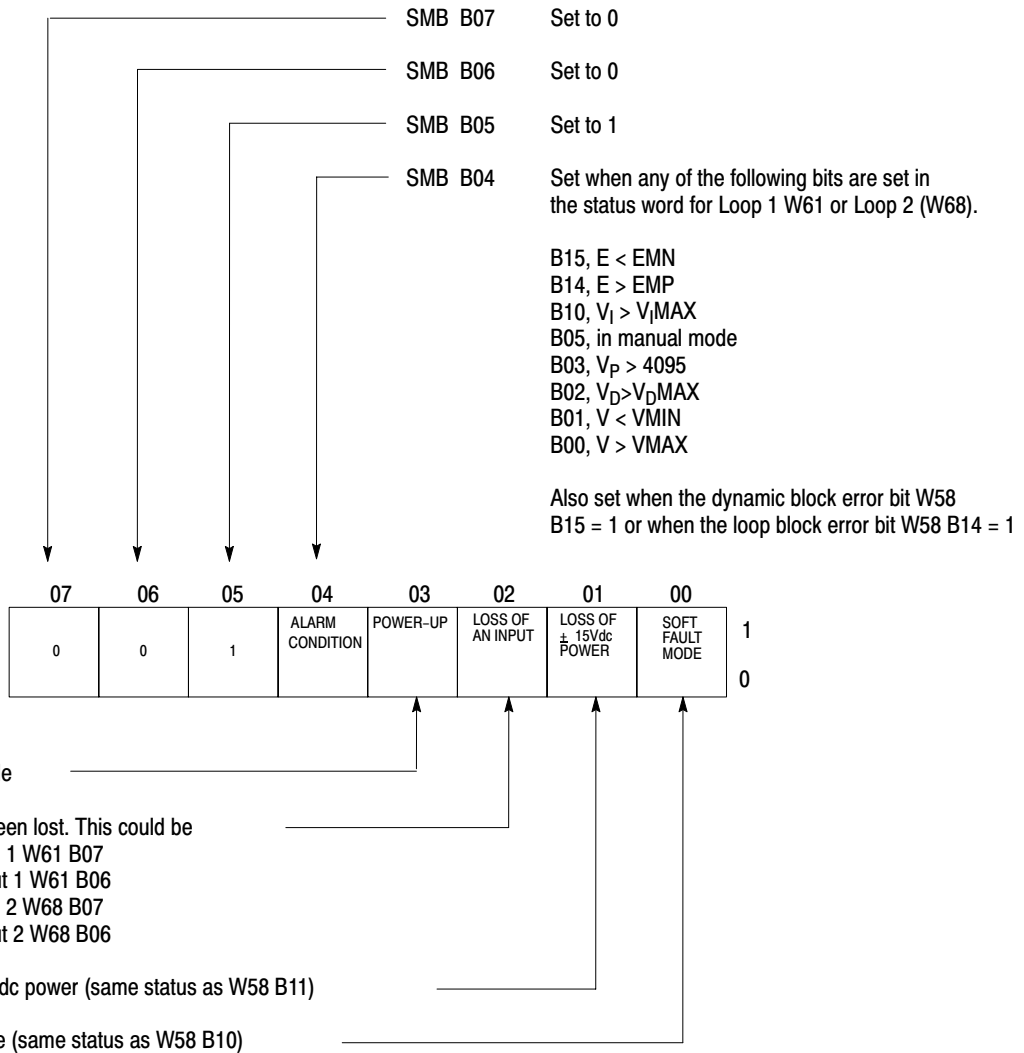 SMB B07 Set to 0
SMB B06 Set to 0
SMB B05 Set to 1
SMB B04 Set when any of the following bits are set in
the status word for Loop 1 W61 or Loop 2 (W68).
B15, E < EMN
B14, E > EMP
B10, VI > VIMAX
B05, in manual mode
B03, VP > 4095
B02, VD>VDMAX
B01, V < VMIN
B00, V > VMAX
Also set when the dynamic block error bit W58
B15 = 1 or when the loop block error bit W58 B14 = 1
07 06 05 04 03 02 01 00
0 0 1
ALARM
CONDITION
POWER–UP
LOSS OF
AN INPUT
LOSS OF
± 15Vdc
POWER
SOFT
FAULT
MODE
1
0
e
een lost. This could be
1 W61 B07
ut 1 W61 B06
2 W68 B07
ut 2 W68 B06
dc power (same status as W58 B11)
e (same status as W58 B10)